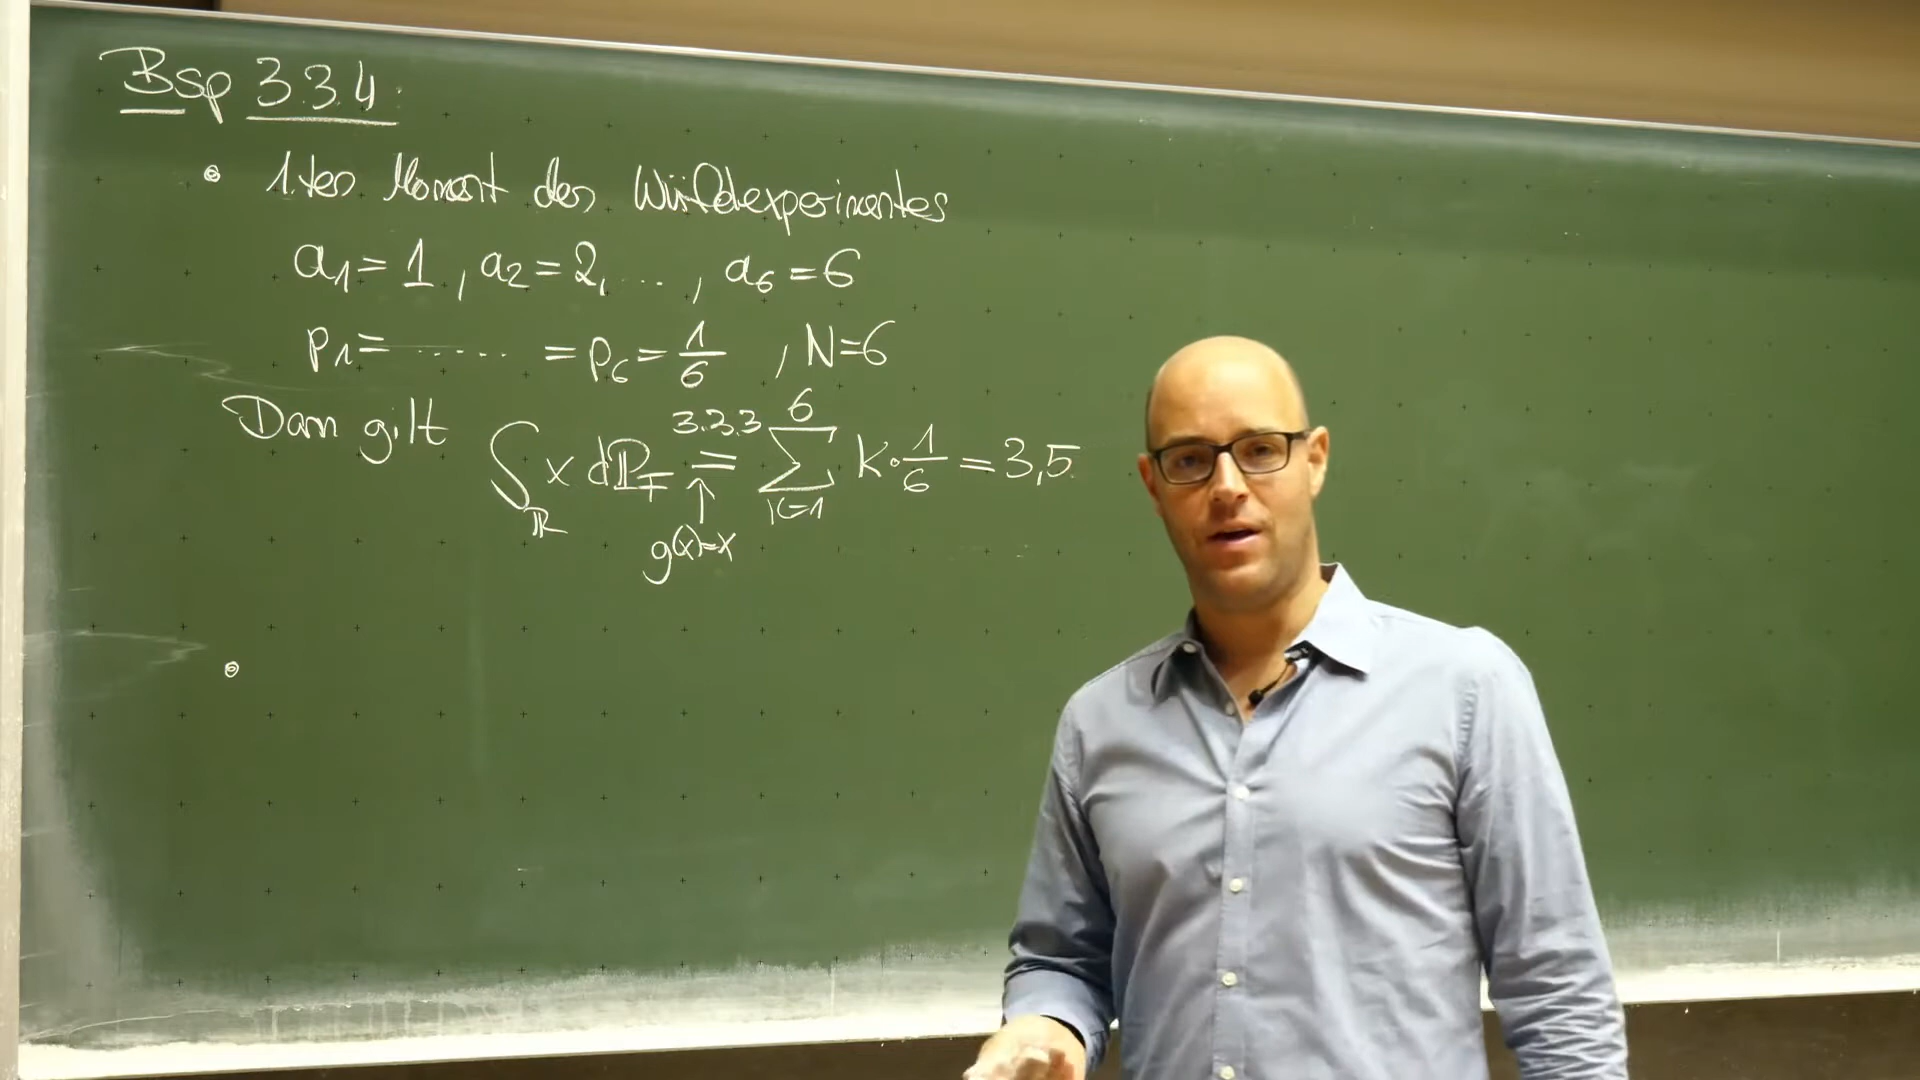 Bsp 3.3.4:
• 1.tes Moment des Würfelexperimentes
a₁ = 1, a₂ = 2, ..., a₆ = 6
p₁ = ...... = p₆ = 1/6, N = 6
Dann gilt ∫_ℝ x dℙ_F = ∑_{k=1}^{6} k · 1/6 = 3,5
3.2.3
↑
g(x)=x
•